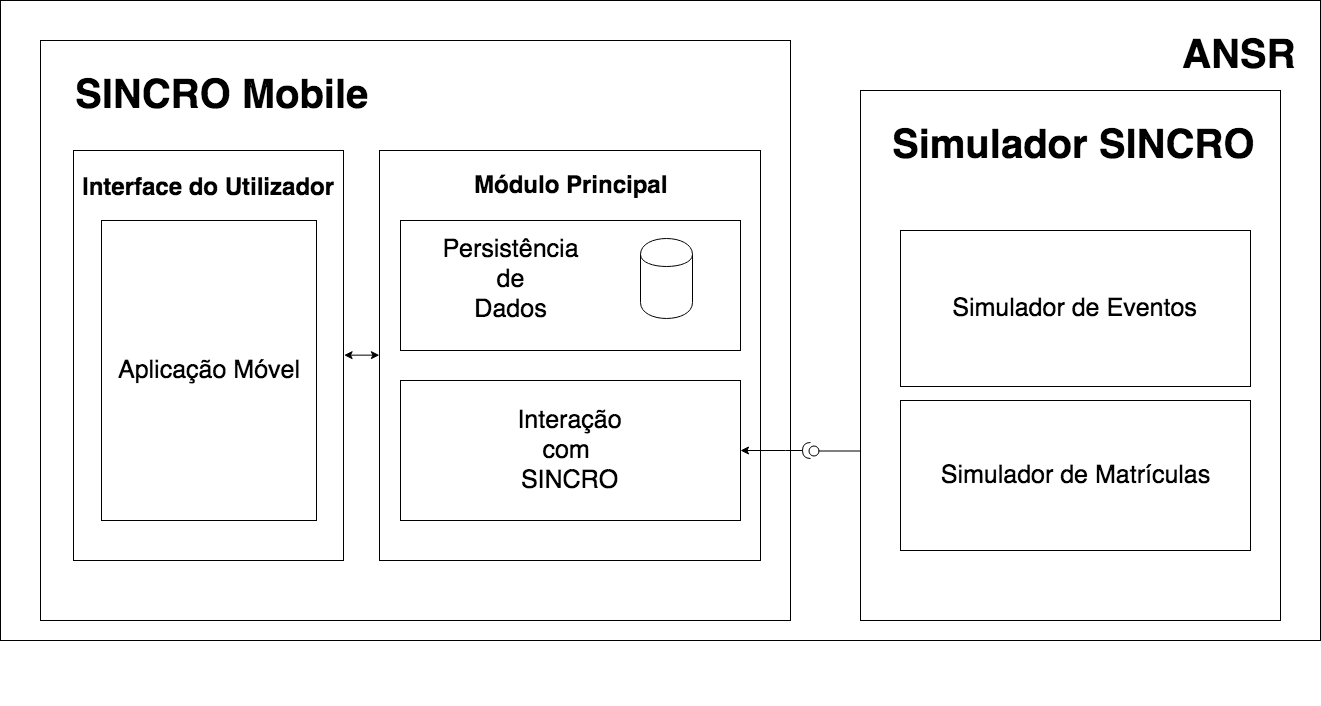 ANSR
SINCRO Mobile
Interface do Utilizador
Aplicação Móvel
Módulo Principal
Persistência
de
Dados
Interação
com
SINCRO
Simulador SINCRO
Simulador de Eventos
Simulador de Matrículas